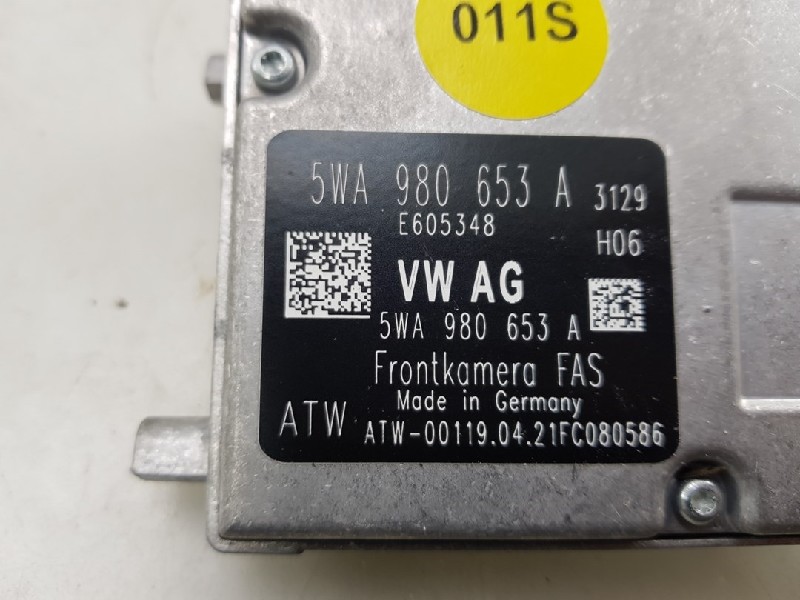 011S
5WA 980 653 A 3129
E605348
H06
VW AG
5WA 980 653 A
Frontkamera FAS
Made in Germany
ATW
ATW-00119.04.21FC080586